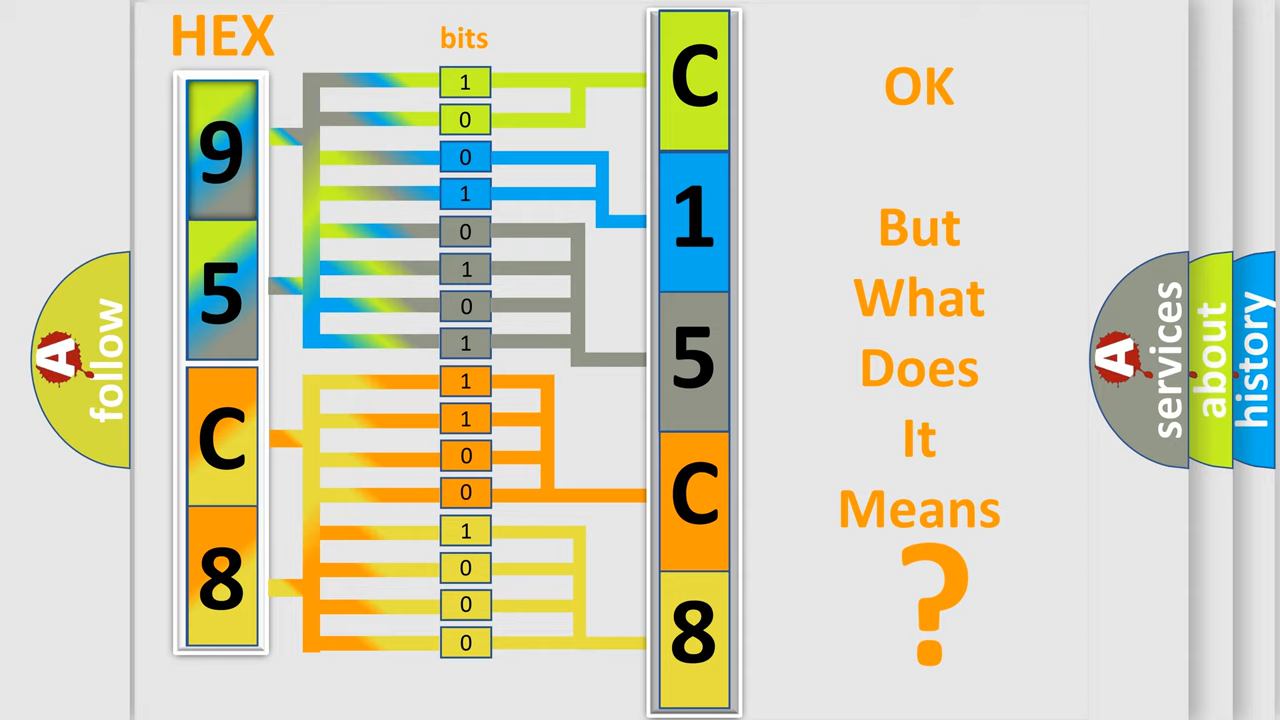 HEX
bits
9
5
C
8
1
0
0
1
0
1
0
1
1
1
0
0
1
0
0
0
C
1
5
C
8
OK
But
What
Does
It
Means
?
A
follow
A
services
about
history